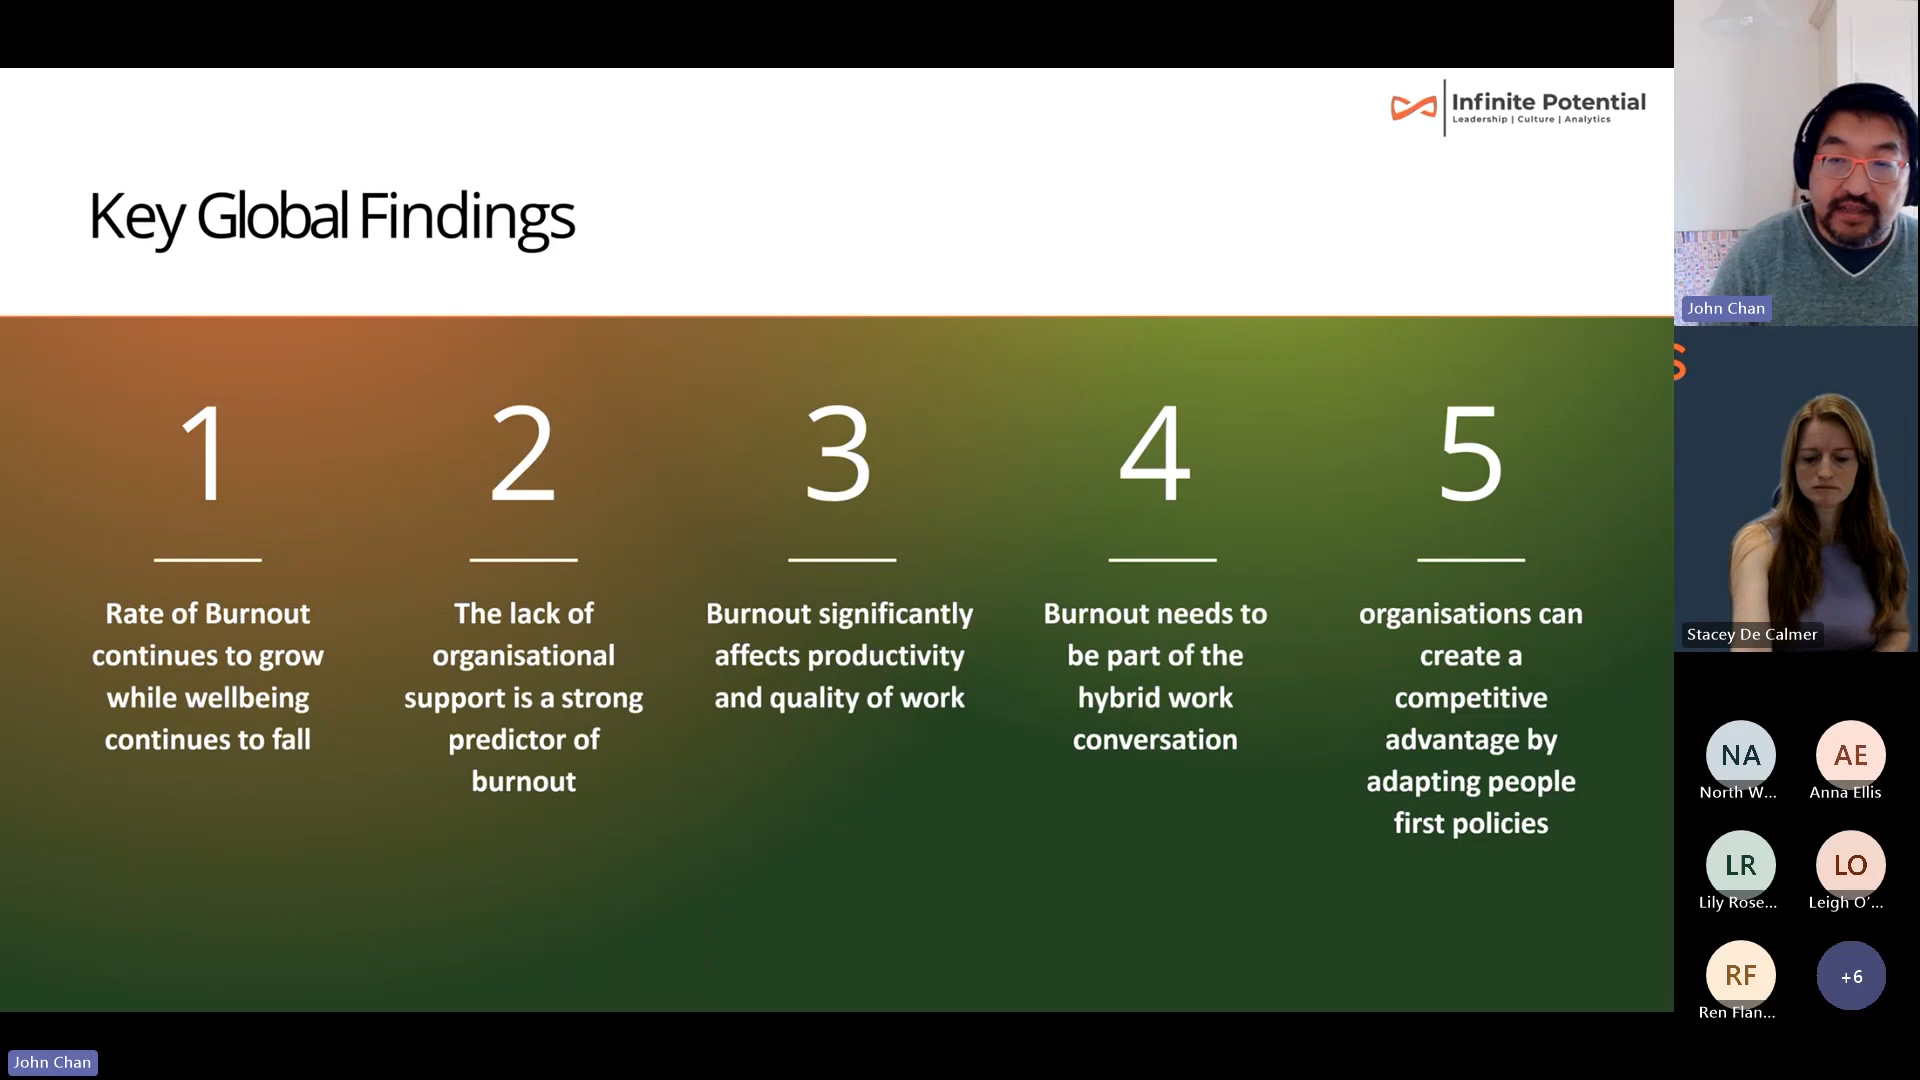 Infinite Potential
Leadership | Culture | Analytics
Key Global Findings
1
Rate of Burnout
continues to grow
while wellbeing
continues to fall
2
The lack of
organisational
support is a strong
predictor of
burnout
3
Burnout significantly
affects productivity
and quality of work
4
Burnout needs to
be part of the
hybrid work
conversation
5
organisations can
create a
competitive
advantage by
adapting people
first policies
John Chan
S
Stacey De Calmer
NA
North W...
AE
Anna Ellis
LR
Lily Rose...
LO
Leigh O'...
RF
Ren Flan...
+6
John Chan